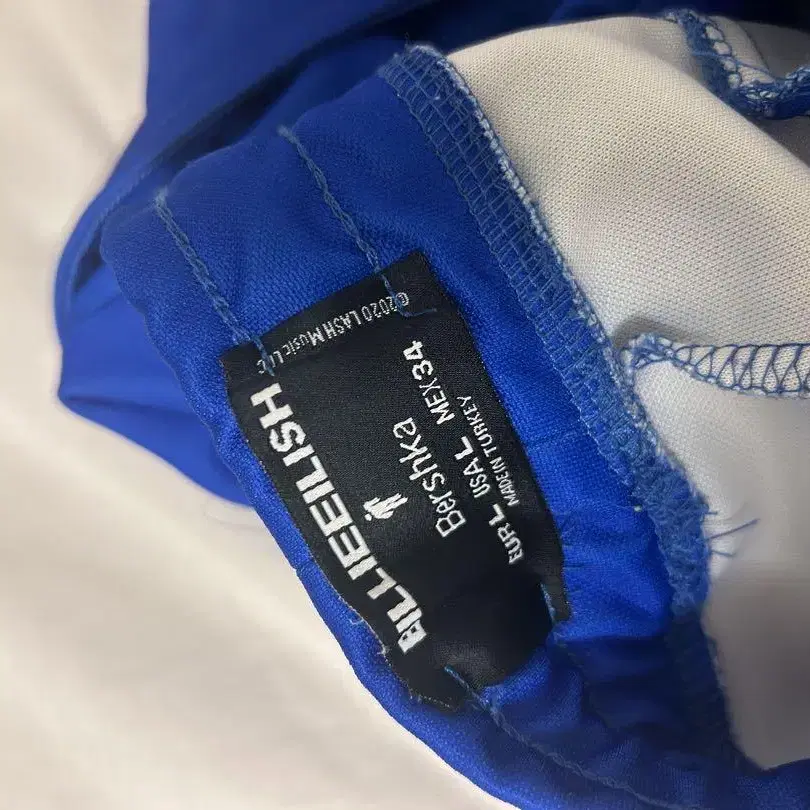 ©2020 LASH Music LLC
BILLIEEILISH
Bershka
EUR L USA L MEX 34
MADE IN TURKEY